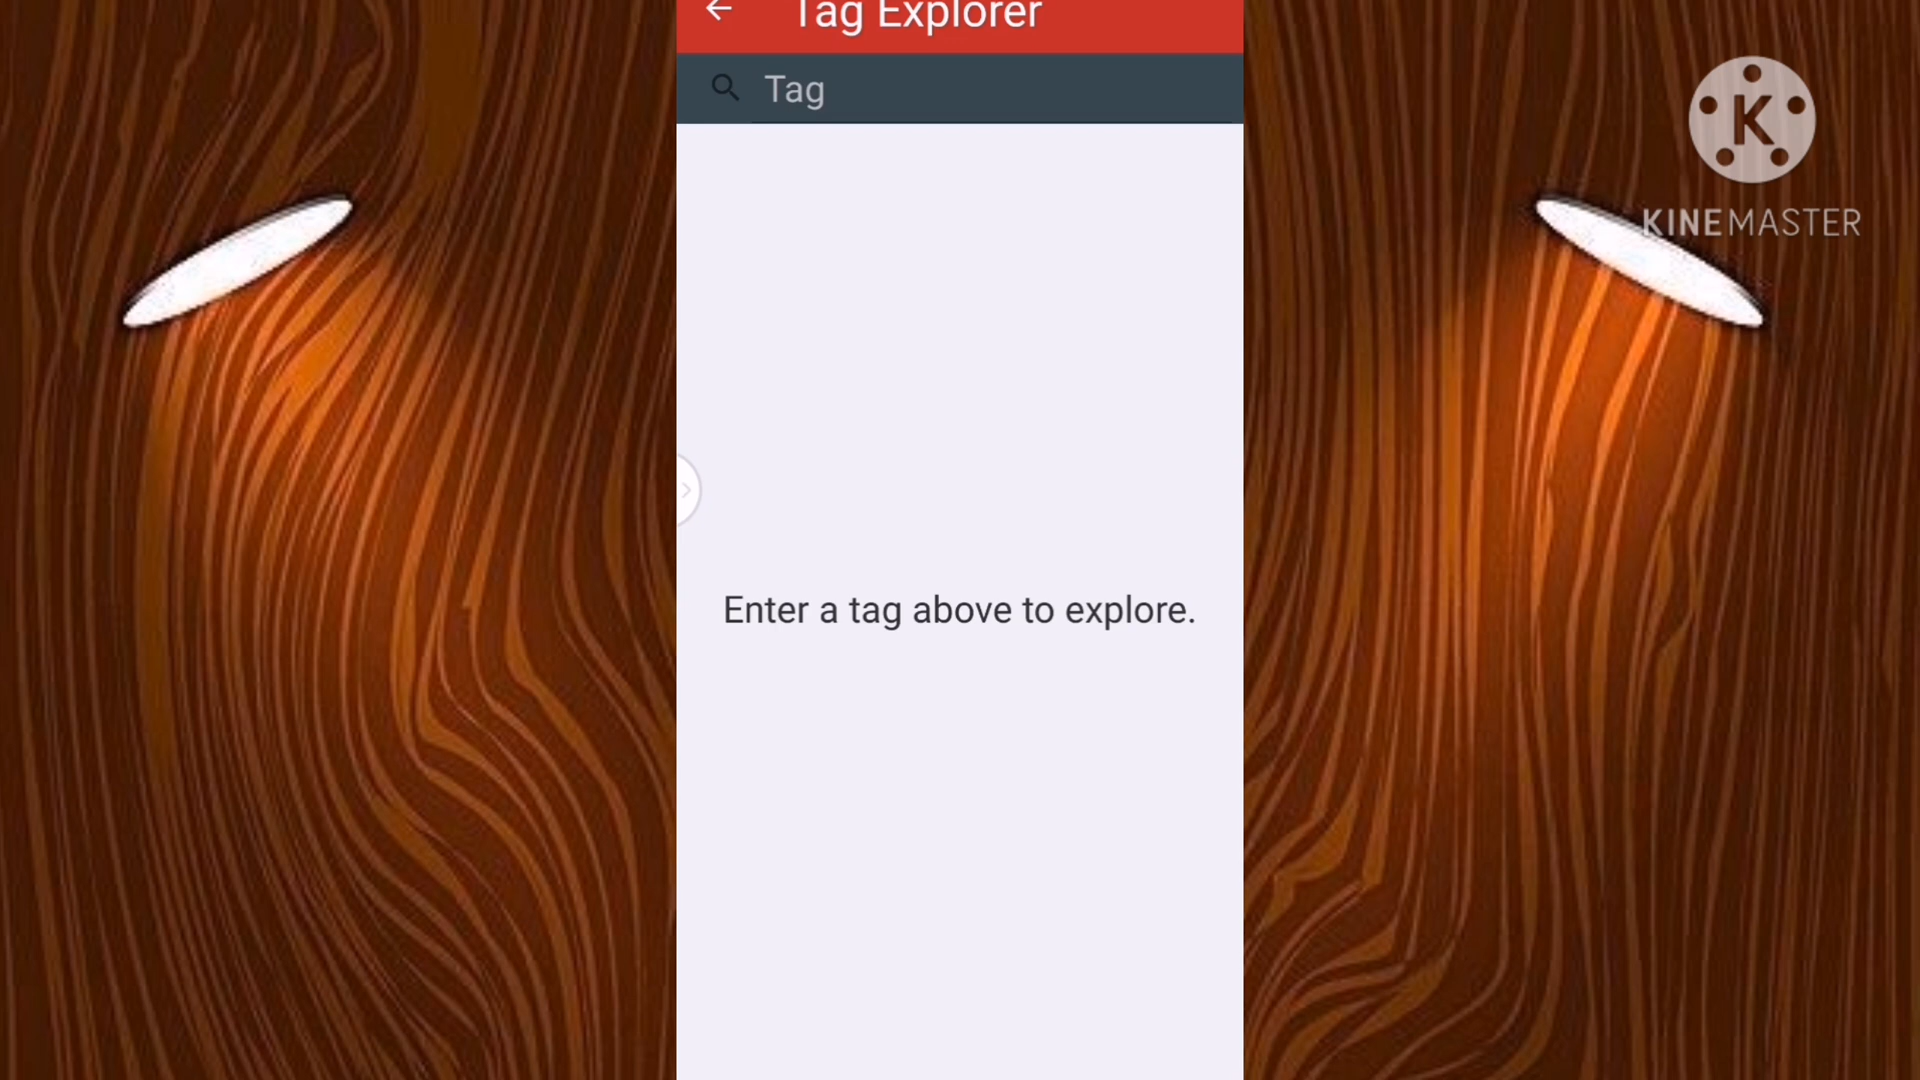 Tag Explorer
Tag
K
KINEMASTER
Enter a tag above to explore.